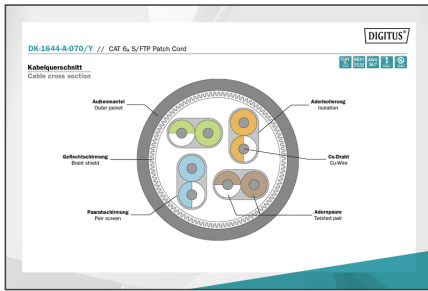 DIGITUS®
DK-1644-A-070/Y // CAT 6A S/FTP Patch Cord
Kabelquerschnitt
Cable cross section
Außenmantel
Outer jacket
Aderisolierung
Isolation
Geflechtschirmung
Braid shield
Cu-Draht
Cu-Wire
Paarabschirmung
Pair screen
Adernpaare
Twisted pair